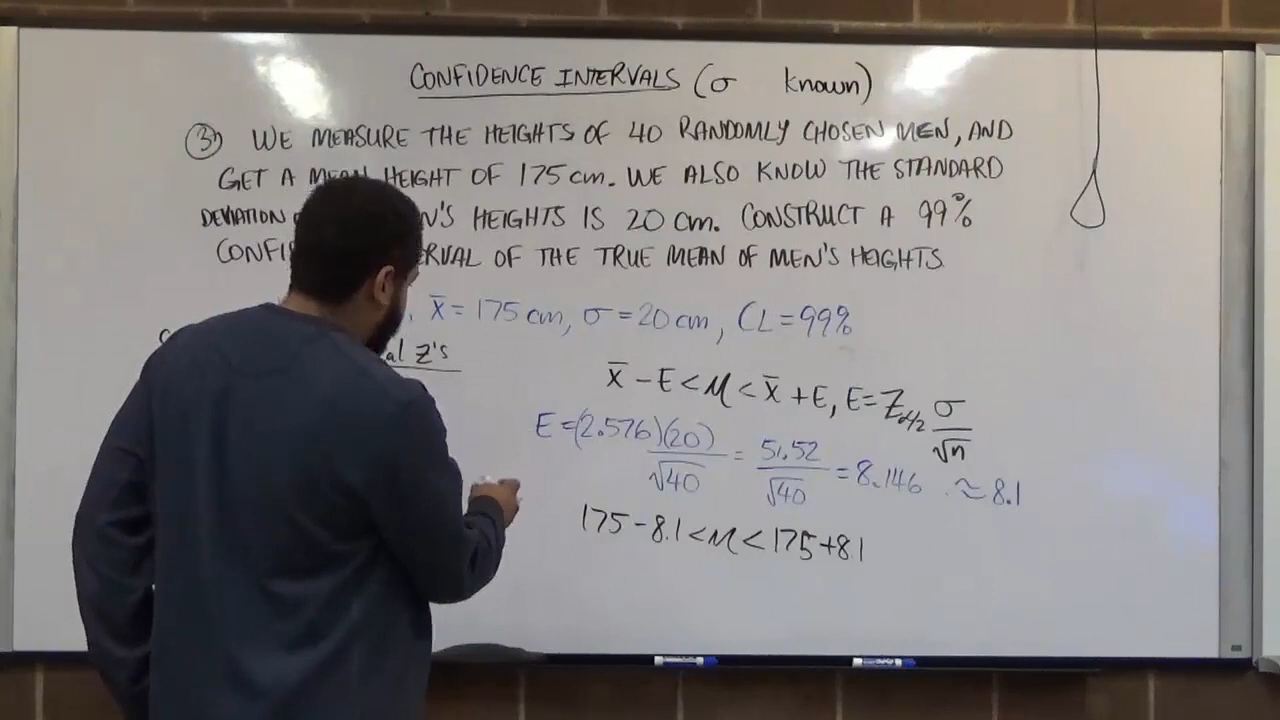 CONFIDENCE INTERVALS (σ known)
③ WE MEASURE THE HEIGHTS OF 40 RANDOMLY CHOSEN MEN, AND
GET A MEAN HEIGHT OF 175 cm. WE ALSO KNOW THE STANDARD
DEVIATION N'S HEIGHTS IS 20 cm. CONSTRUCT A 99%
CONFI RVAL OF THE TRUE MEAN OF MEN'S HEIGHTS.
x̄ = 175 cm, σ = 20 cm, CL = 99%
al Z's
x̄ - E < μ < x̄ + E, E = Z_{α/2} σ/√n
E = (2.576)(20)/√40 = 51.52/√40 = 8.146 ≈ 8.1
175 - 8.1 < μ < 175 + 8.1